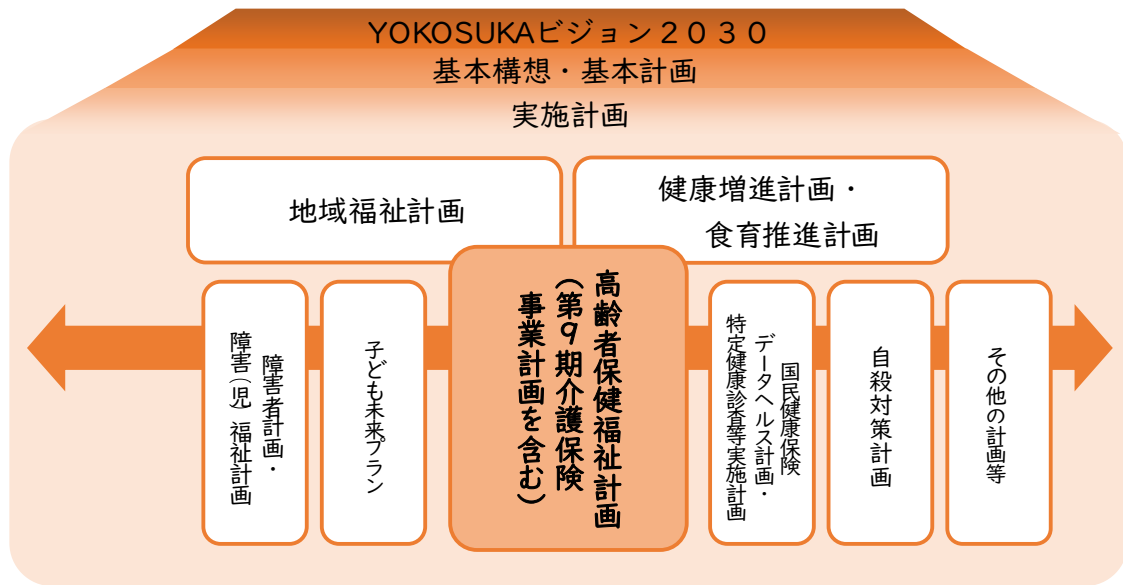 YOKOSUKAビジョン２０３０
基本構想・基本計画
実施計画
地域福祉計画
健康増進計画・
食育推進計画
障害者計画・
障害（児）福祉計画
子ども未来プラン
高齢者保健福祉計画
（第９期介護保険
事業計画を含む）
国民健康保険
データヘルス計画・
特定健康診査等実施計画
自殺対策計画
その他の計画等